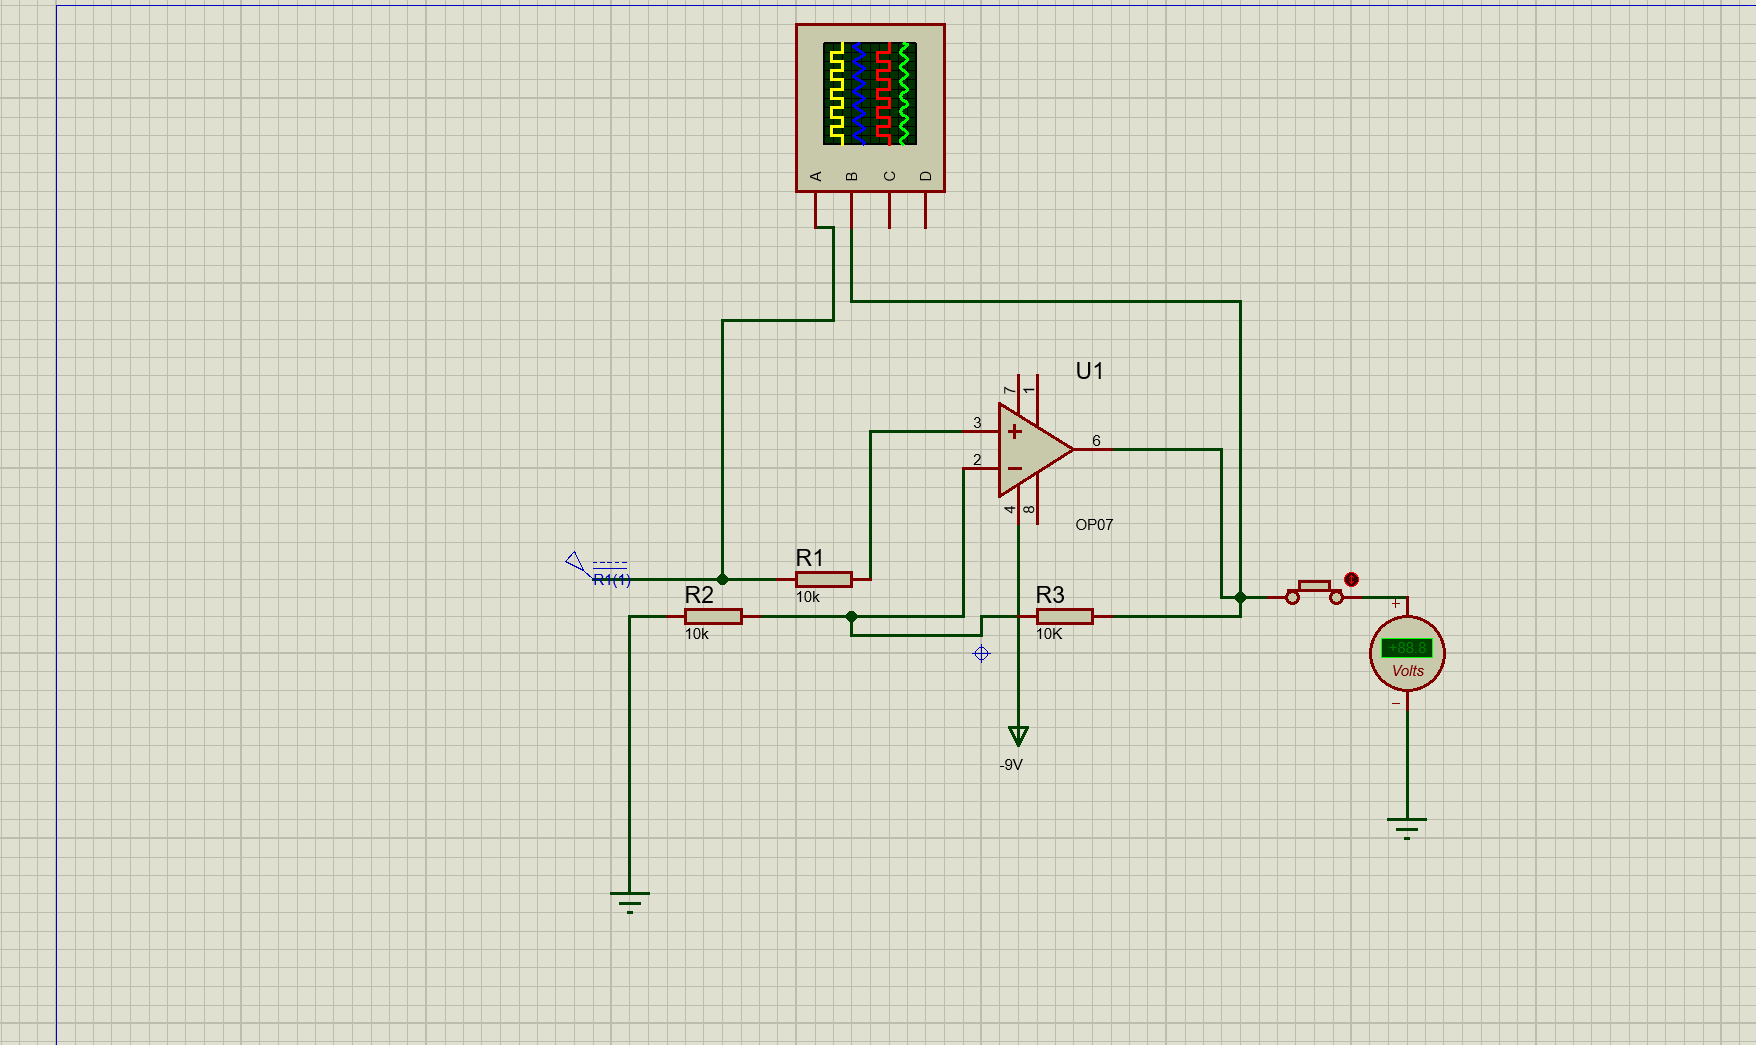 A B C D
U1
7 1
3
6
2
4 8
OP07
R1
R1(1)
10k
R2
R3
10k
10K
+
+88.8
Volts
-9V